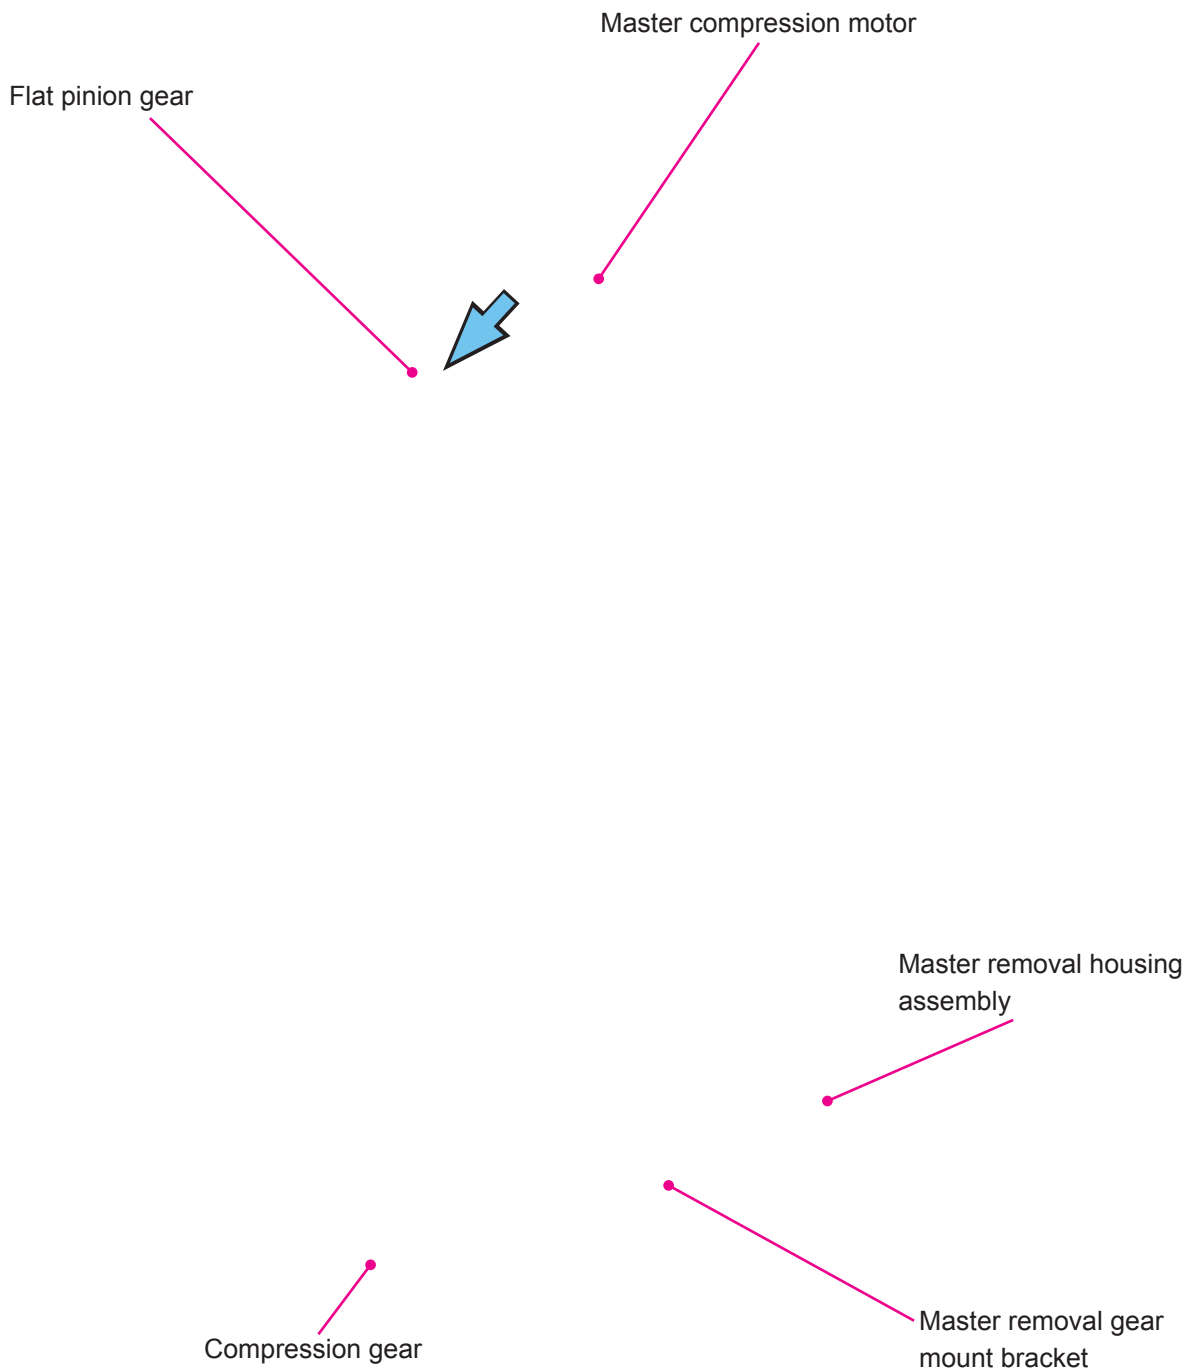 Master compression motor
Flat pinion gear
Master removal housing
assembly
Master removal gear
mount bracket
Compression gear